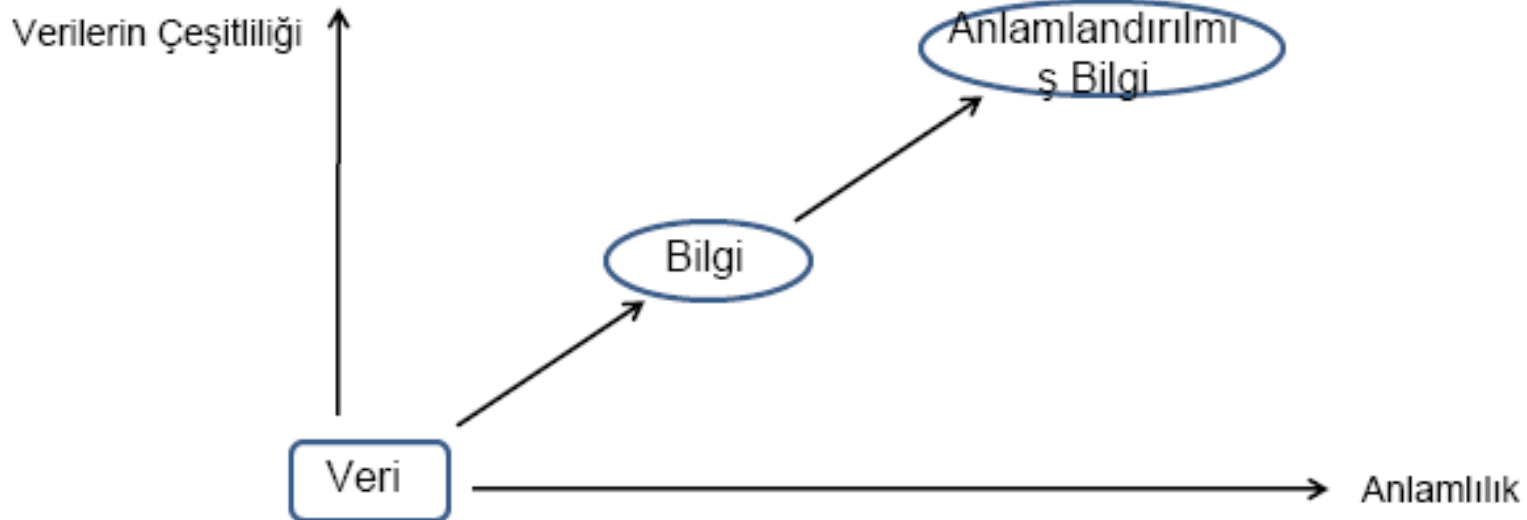 Verilerin Çeşitliliği
Anlamlandırılmı
ş Bilgi
Bilgi
Veri
Anlamlılık